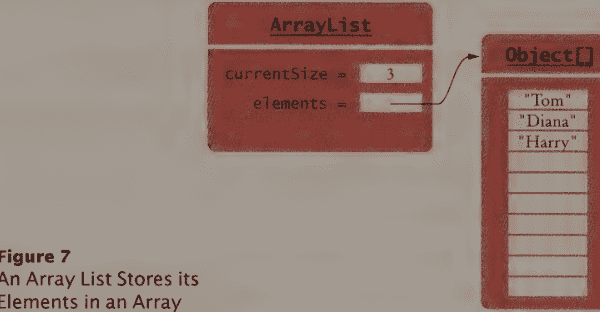 ArrayList
currentSize = 3
elements =
Object[]
"Tom"
"Diana"
"Harry"
Figure 7
An Array List Stores its
Elements in an Array